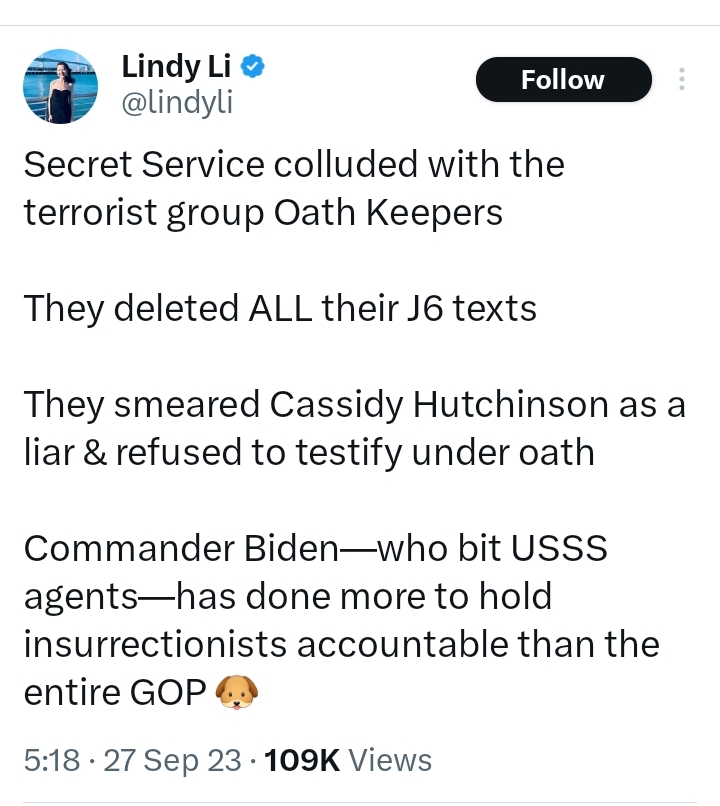 Lindy Li
@lindyli
Follow
Secret Service colluded with the
terrorist group Oath Keepers
They deleted ALL their J6 texts
They smeared Cassidy Hutchinson as a
liar & refused to testify under oath
Commander Biden—who bit USSS
agents—has done more to hold
insurrectionists accountable than the
entire GOP 🐶
5:18 · 27 Sep 23 · 109K Views